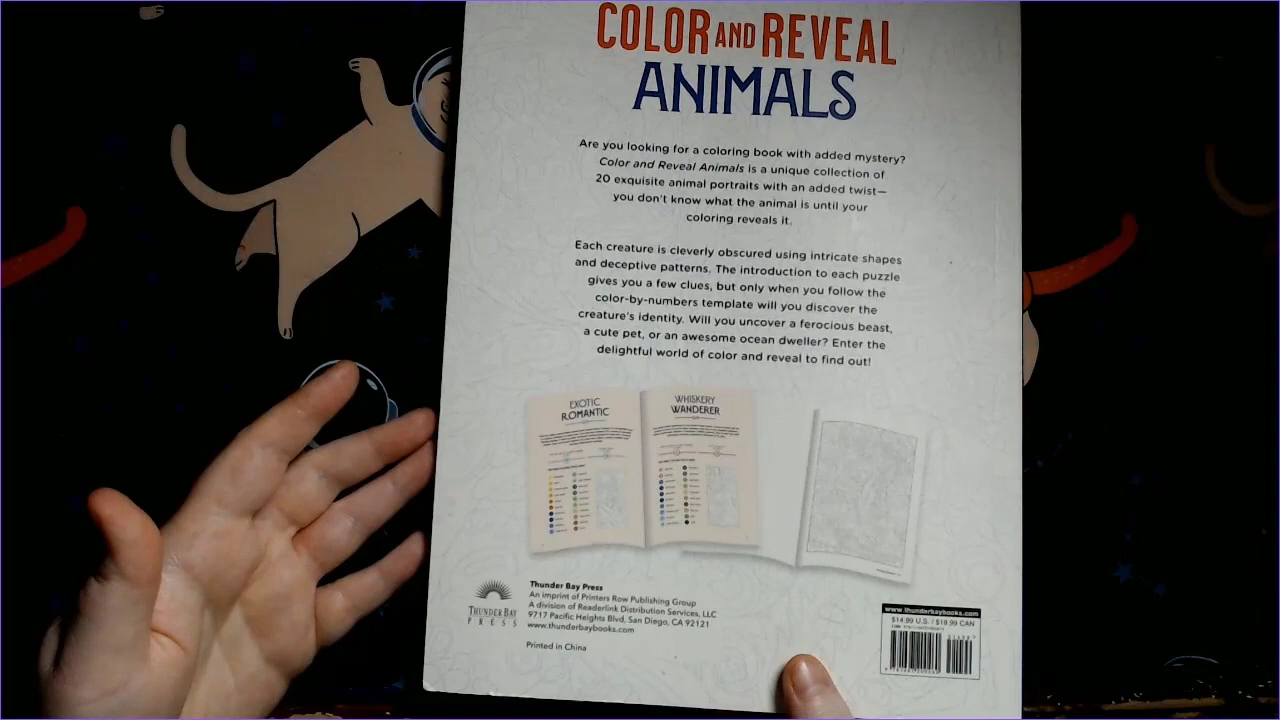 COLOR AND REVEAL
ANIMALS
Are you looking for a coloring book with added mystery?
Color and Reveal Animals is a unique collection of
20 exquisite animal portraits with an added twist—
you don't know what the animal is until your
coloring reveals it.
Each creature is cleverly obscured using intricate shapes
and deceptive patterns. The introduction to each puzzle
gives you a few clues, but only when you follow the
color-by-numbers template will you discover the
creature's identity. Will you uncover a ferocious beast,
a cute pet, or an awesome ocean dweller? Enter the
delightful world of color and reveal to find out!
EXOTIC
ROMANTIC
WHISKERY
WANDERER
THUNDER BAY
PRESS
Thunder Bay Press
An imprint of Printers Row Publishing Group
A division of Readerlink Distribution Services, LLC
9717 Pacific Heights Blvd, San Diego, CA 92121
www.thunderbaybooks.com
Printed in China
www.thunderbaybooks.com
$14.99 U.S. / $19.99 CAN